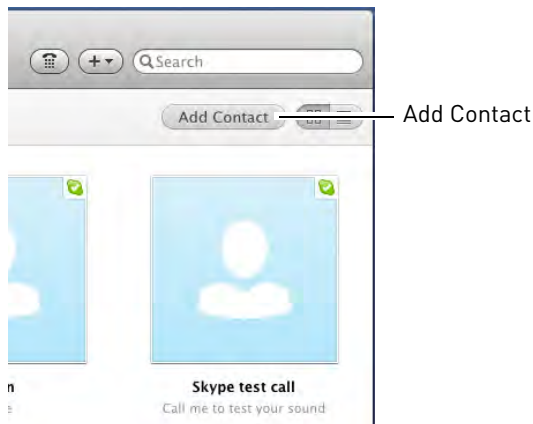 Search
Add Contact
Add Contact
n
Skype test call
e
Call me to test your sound